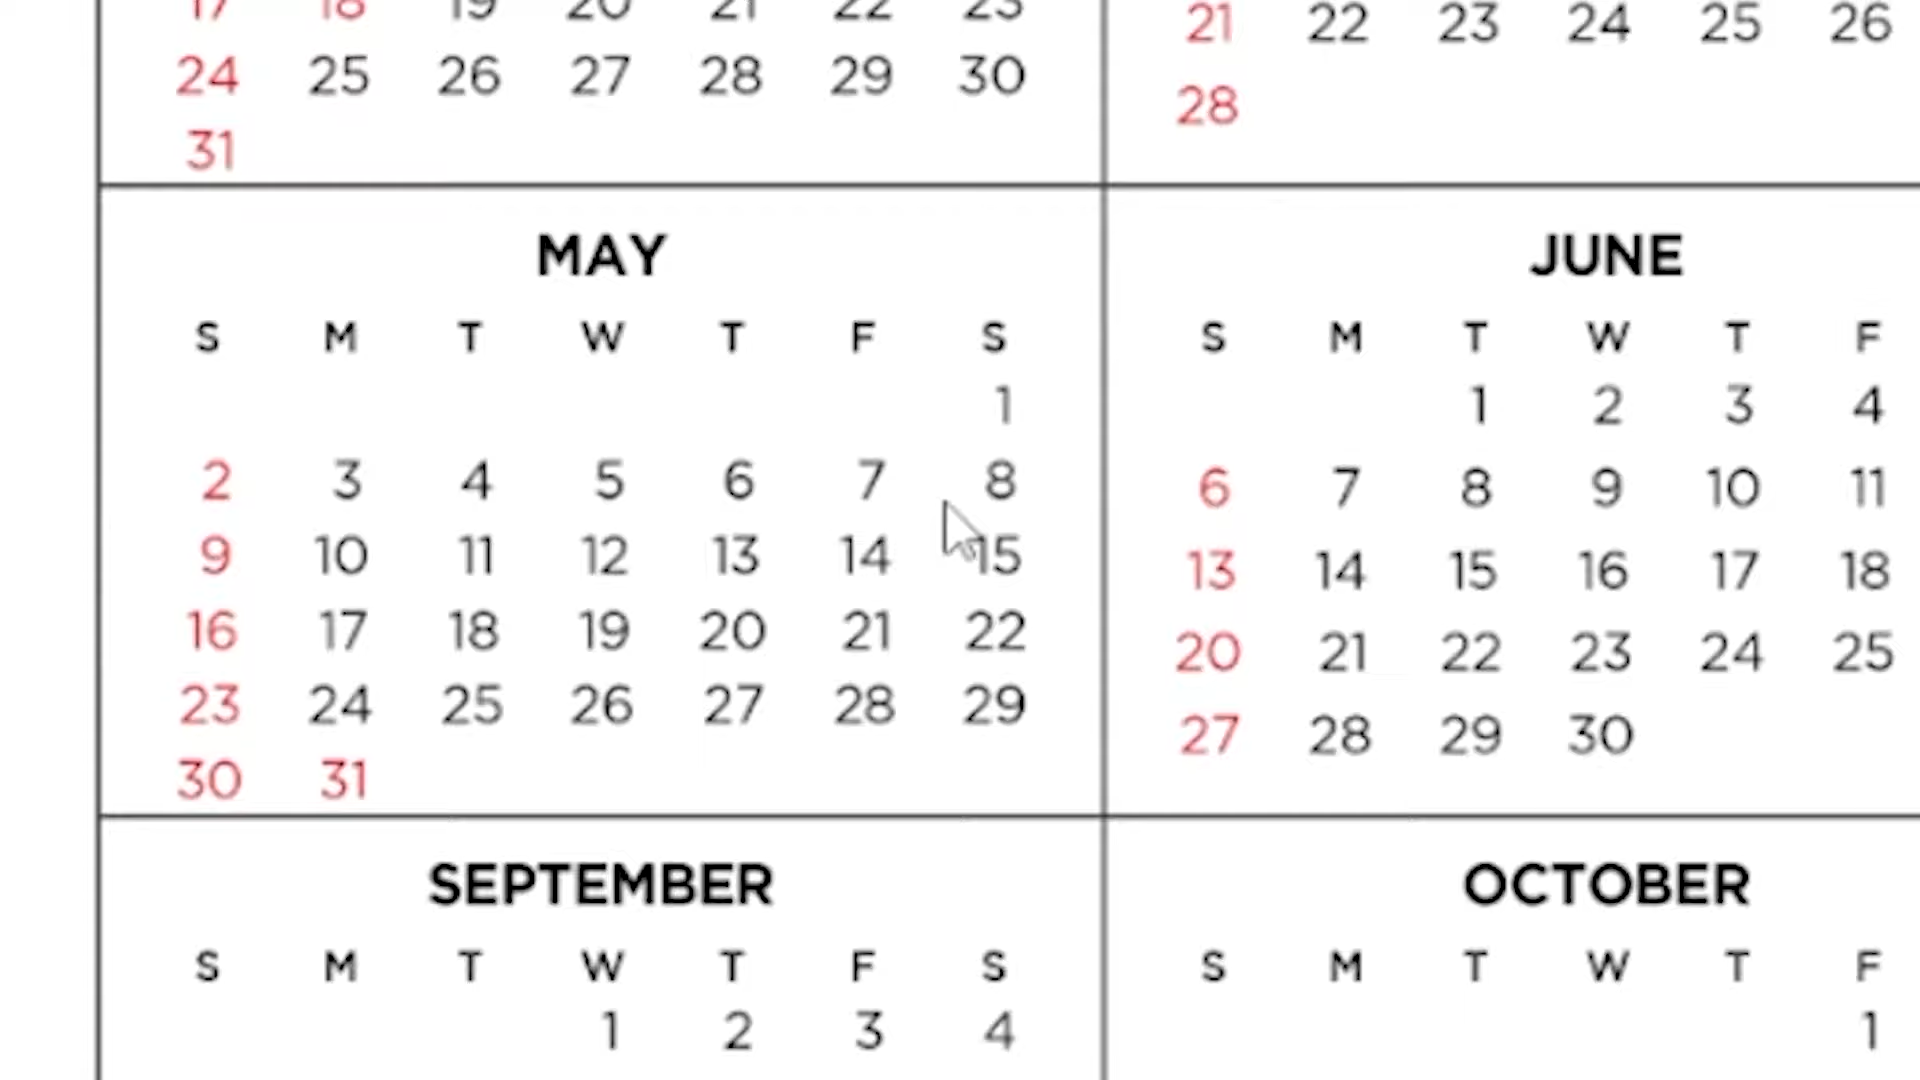 17 18 19 20 21 22 23
24 25 26 27 28 29 30
31
21 22 23 24 25 26
28
MAY
S M T W T F S
1
2 3 4 5 6 7 8
9 10 11 12 13 14 15
16 17 18 19 20 21 22
23 24 25 26 27 28 29
30 31
JUNE
S M T W T F
1 2 3 4
6 7 8 9 10 11
13 14 15 16 17 18
20 21 22 23 24 25
27 28 29 30
SEPTEMBER
S M T W T F S
1 2 3 4
OCTOBER
S M T W T F
1